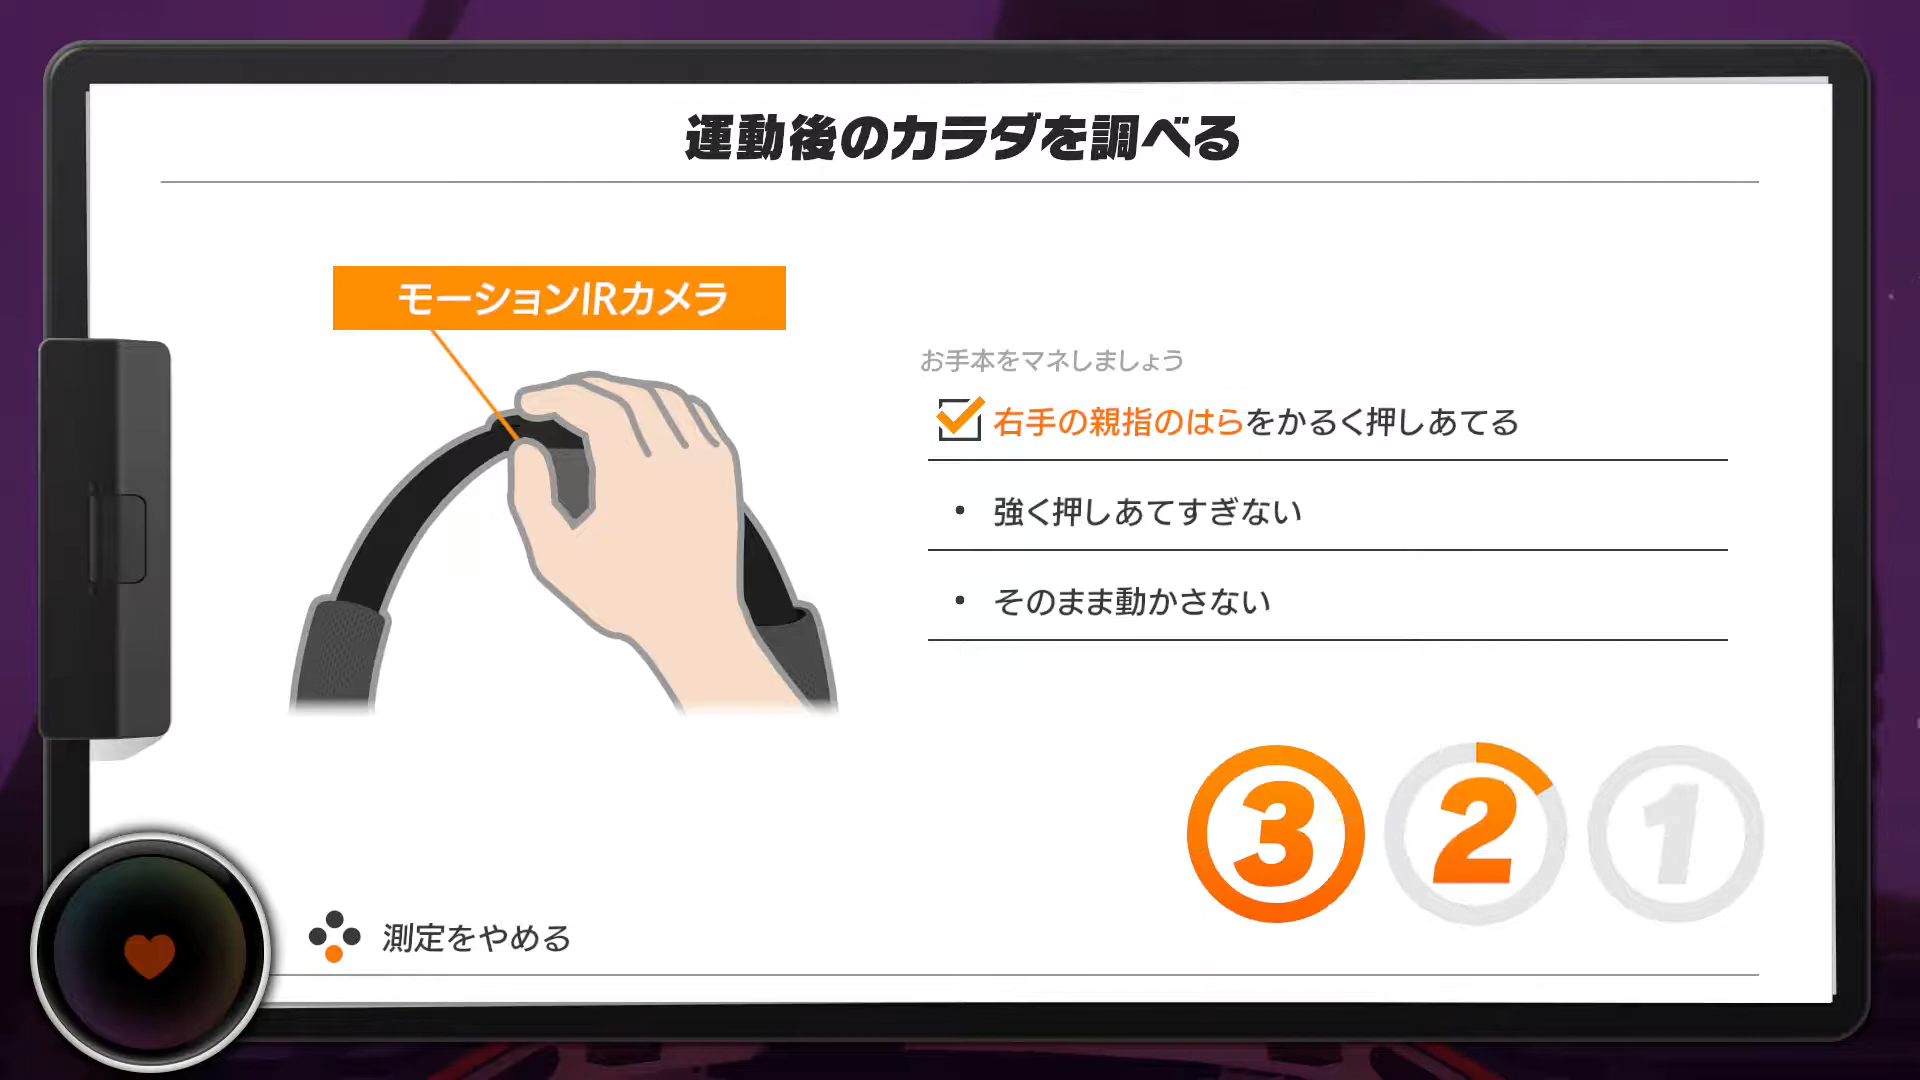 運動後のカラダを調べる
モーションIRカメラ
お手本をマネしましょう
右手の親指のはらをかるく押しあてる
・ 強く押しあてすぎない
・ そのまま動かさない
3 2 1
測定をやめる